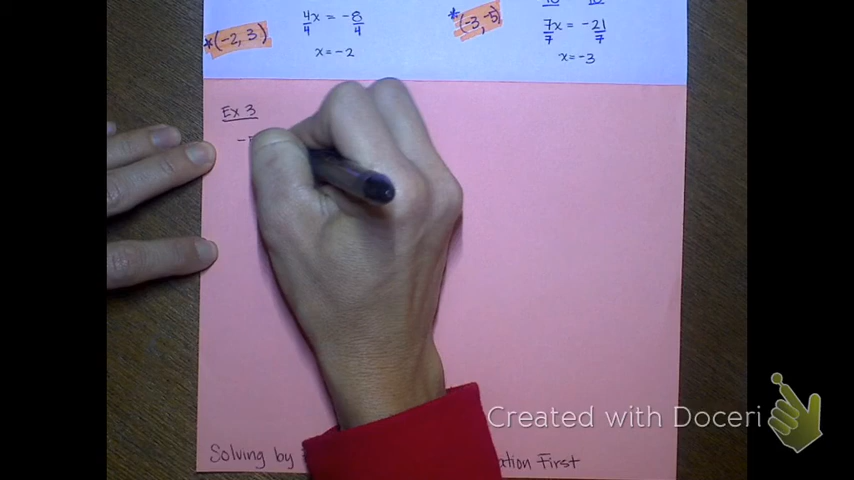 4x = -8
4 4
*(-2, 3)
x = -2
*(-3, -5)
7x = -21
7 7
x = -3
Ex 3
-
Created with Doceri
Solving by
First